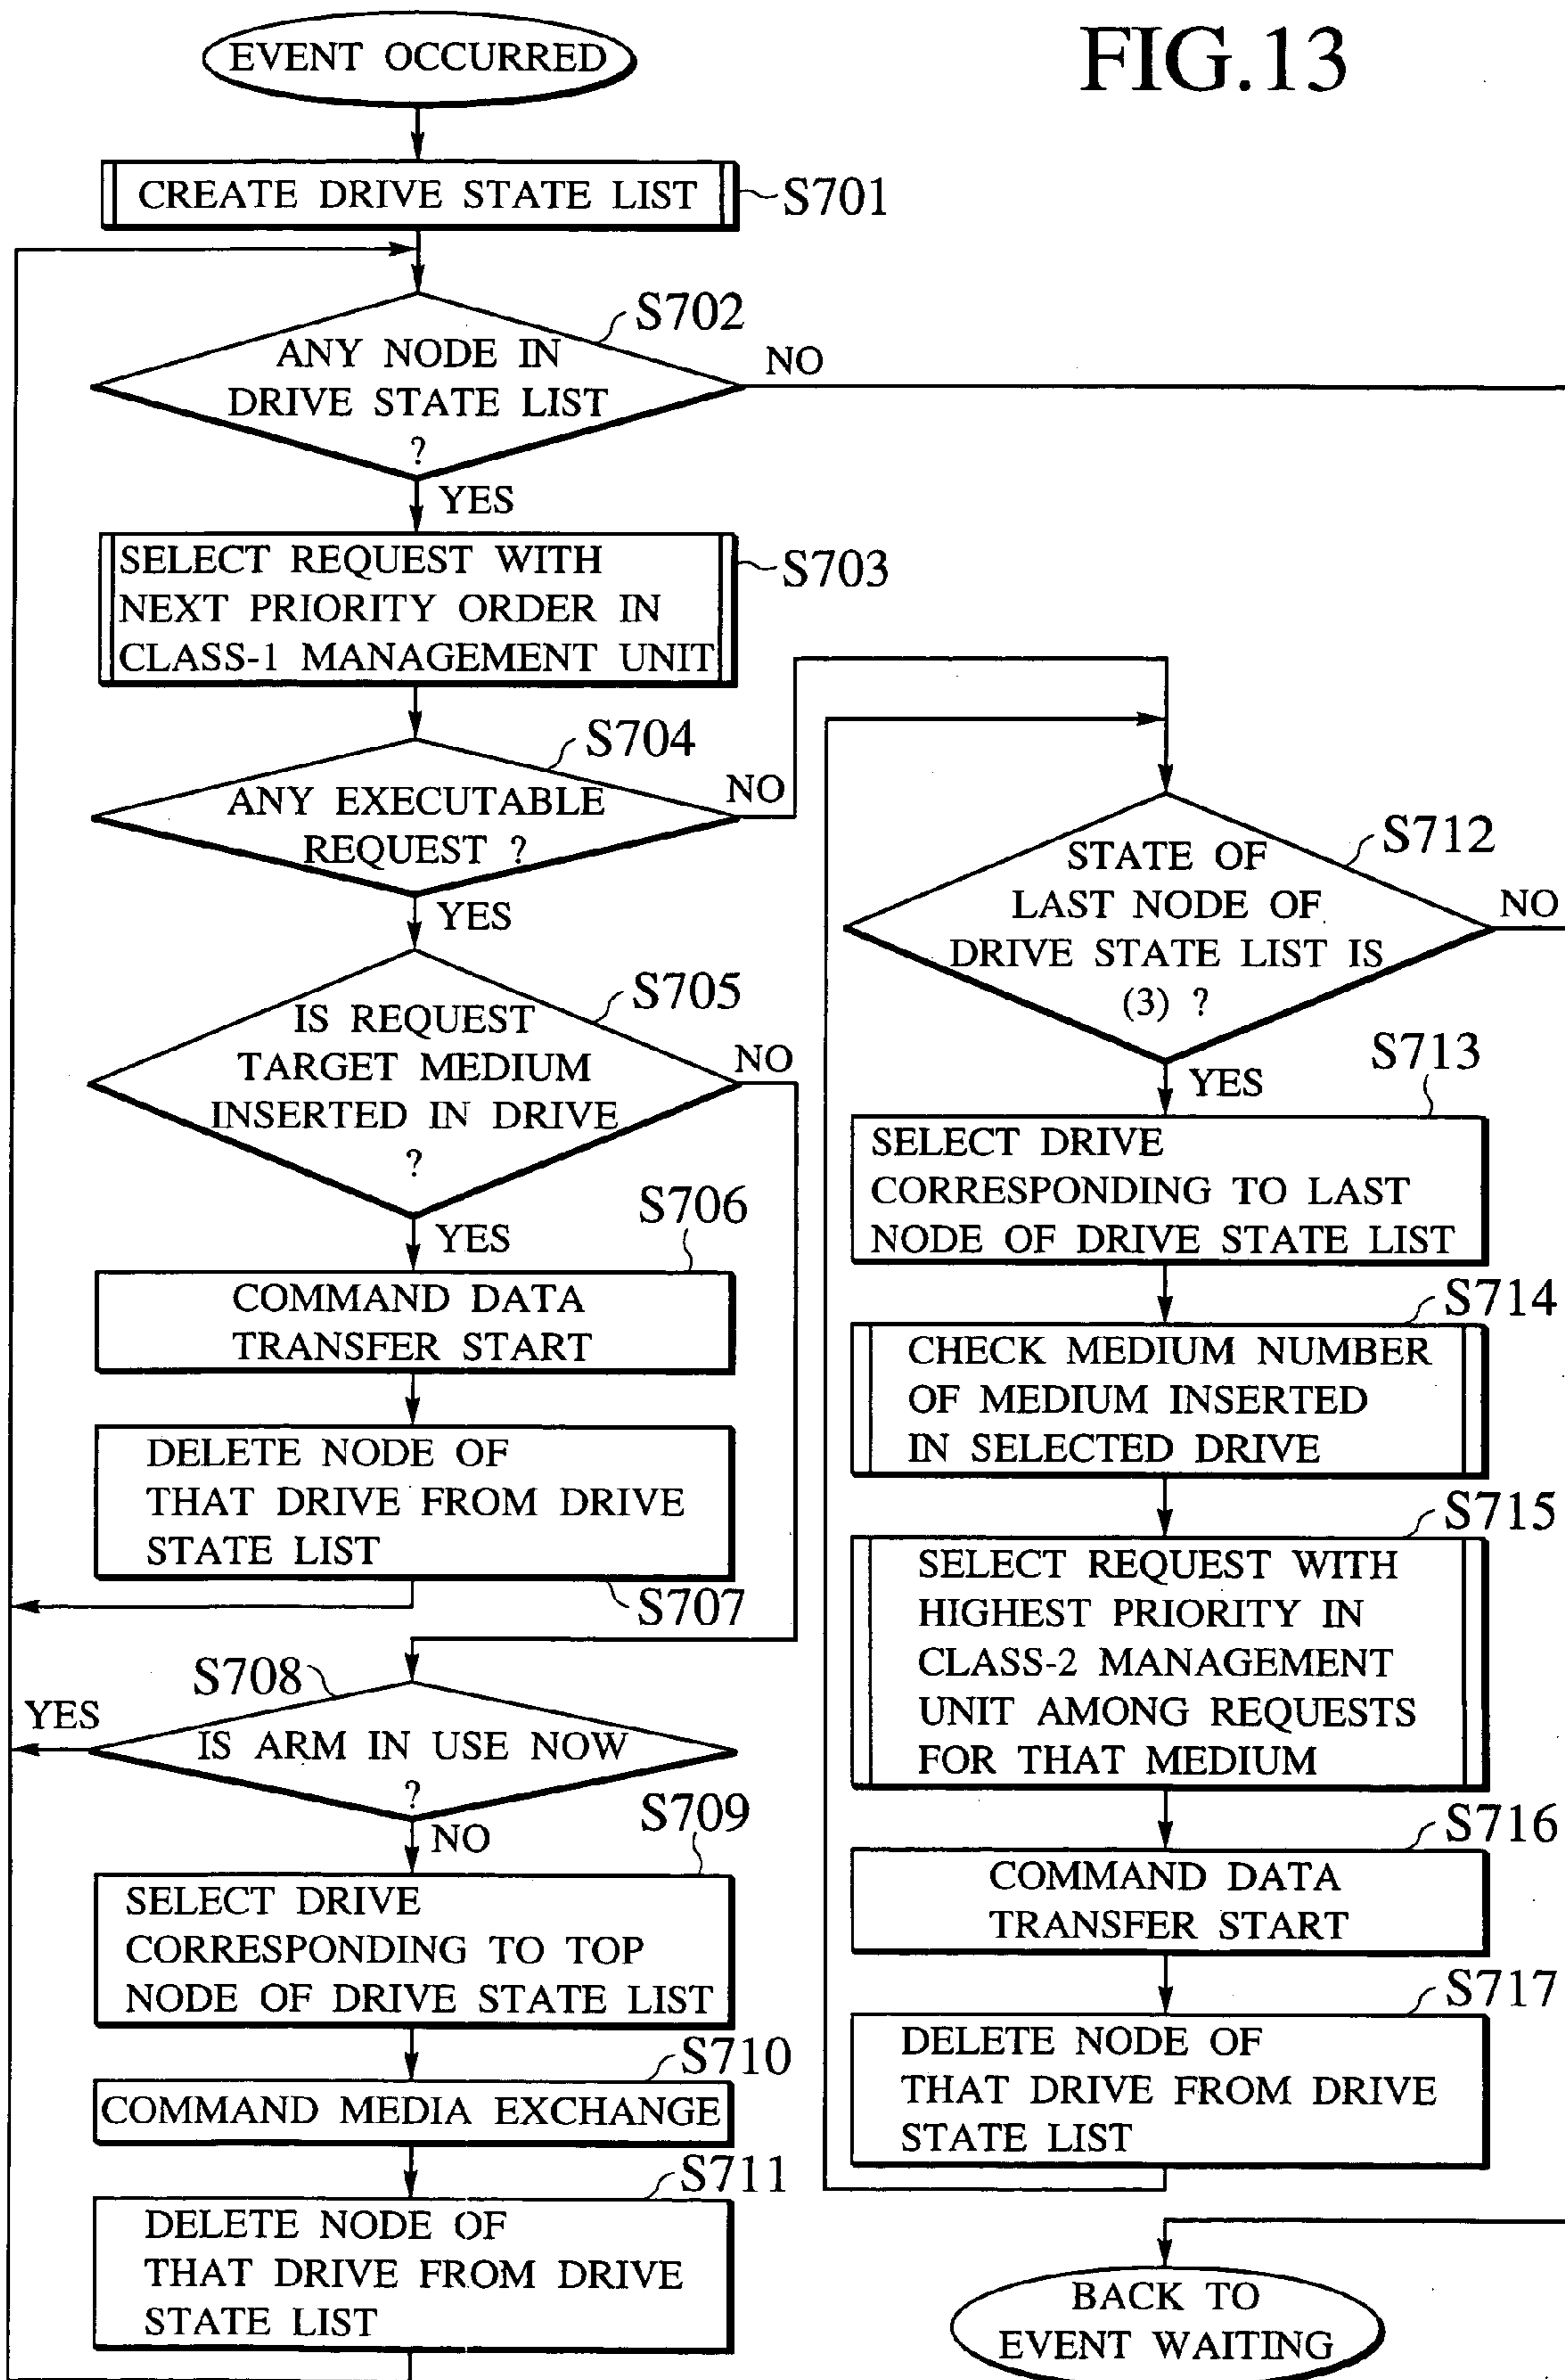 FIG.13
EVENT OCCURRED
CREATE DRIVE STATE LIST
S701
S702
ANY NODE IN
DRIVE STATE LIST
?
NO
YES
SELECT REQUEST WITH
NEXT PRIORITY ORDER IN
CLASS-1 MANAGEMENT UNIT
S703
S704
ANY EXECUTABLE
REQUEST ?
NO
YES
S705
IS REQUEST
TARGET MEDIUM
INSERTED IN DRIVE
?
NO
YES
S706
COMMAND DATA
TRANSFER START
DELETE NODE OF
THAT DRIVE FROM DRIVE
STATE LIST
S707
S708
YES
IS ARM IN USE NOW
?
NO
S709
SELECT DRIVE
CORRESPONDING TO TOP
NODE OF DRIVE STATE LIST
S710
COMMAND MEDIA EXCHANGE
S711
DELETE NODE OF
THAT DRIVE FROM DRIVE
STATE LIST
S712
STATE OF
LAST NODE OF
DRIVE STATE LIST IS
(3) ?
NO
YES
S713
SELECT DRIVE
CORRESPONDING TO LAST
NODE OF DRIVE STATE LIST
S714
CHECK MEDIUM NUMBER
OF MEDIUM INSERTED
IN SELECTED DRIVE
S715
SELECT REQUEST WITH
HIGHEST PRIORITY IN
CLASS-2 MANAGEMENT
UNIT AMONG REQUESTS
FOR THAT MEDIUM
S716
COMMAND DATA
TRANSFER START
S717
DELETE NODE OF
THAT DRIVE FROM DRIVE
STATE LIST
BACK TO
EVENT WAITING